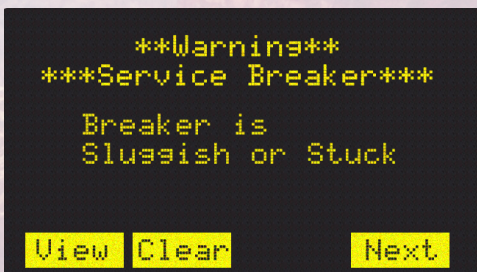 **Warning**
***Service Breaker***
Breaker is
Sluggish or Stuck
View Clear Next